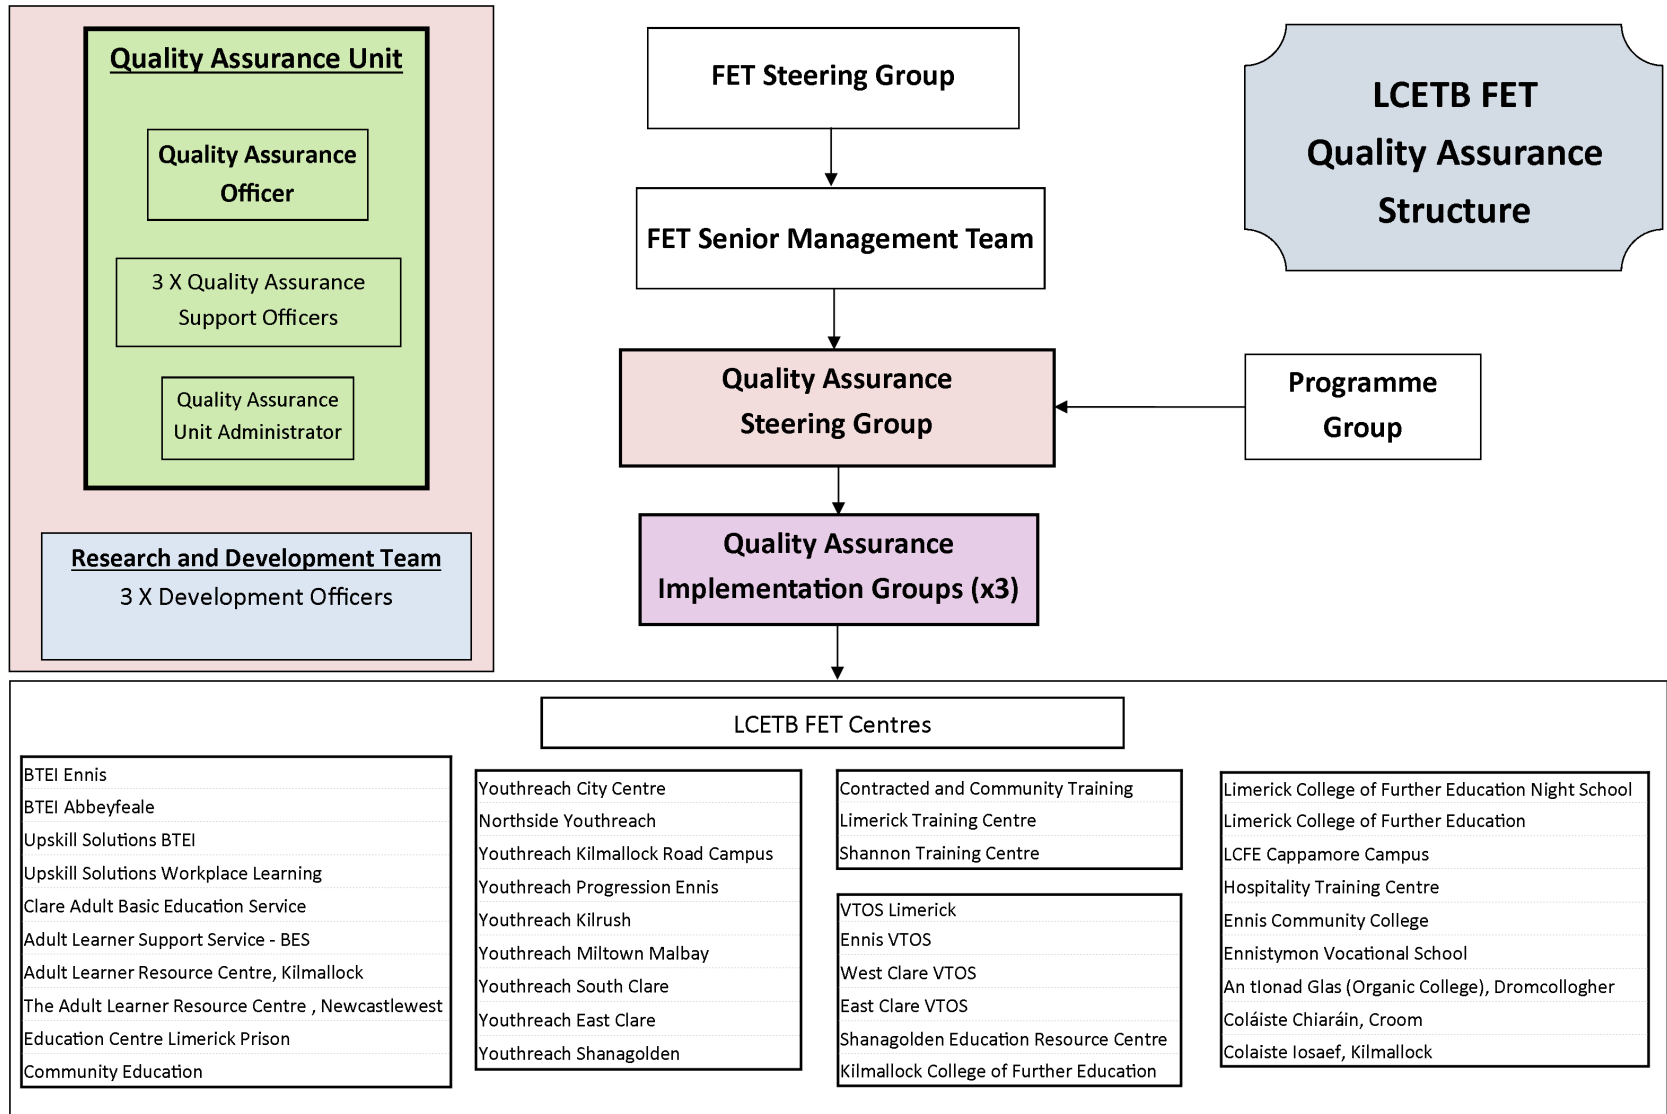 Quality Assurance Unit
Quality Assurance
Officer
3 X Quality Assurance
Support Officers
Quality Assurance
Unit Administrator
Research and Development Team
3 X Development Officers
FET Steering Group
FET Senior Management Team
Quality Assurance
Steering Group
Quality Assurance
Implementation Groups (x3)
LCETB FET
Quality Assurance
Structure
Programme
Group
LCETB FET Centres
BTEI Ennis
BTEI Abbeyfeale
Upskill Solutions BTEI
Upskill Solutions Workplace Learning
Clare Adult Basic Education Service
Adult Learner Support Service - BES
Adult Learner Resource Centre, Kilmallock
The Adult Learner Resource Centre , Newcastlewest
Education Centre Limerick Prison
Community Education
Youthreach City Centre
Northside Youthreach
Youthreach Kilmallock Road Campus
Youthreach Progression Ennis
Youthreach Kilrush
Youthreach Miltown Malbay
Youthreach South Clare
Youthreach East Clare
Youthreach Shanagolden
Contracted and Community Training
Limerick Training Centre
Shannon Training Centre
VTOS Limerick
Ennis VTOS
West Clare VTOS
East Clare VTOS
Shanagolden Education Resource Centre
Kilmallock College of Further Education
Limerick College of Further Education Night School
Limerick College of Further Education
LCFE Cappamore Campus
Hospitality Training Centre
Ennis Community College
Ennistymon Vocational School
An tIonad Glas (Organic College), Dromcollogher
Coláiste Chiaráin, Croom
Colaiste Iosaef, Kilmallock